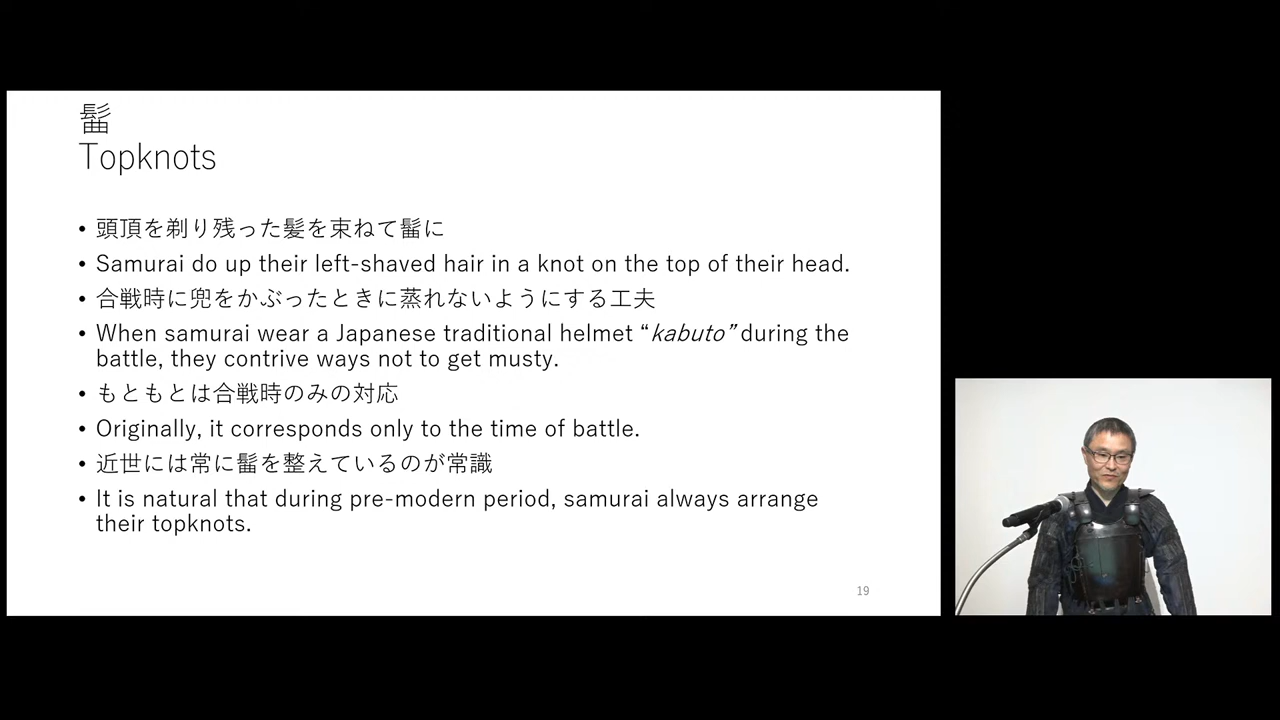 髷
Topknots
• 頭頂を剃り残った髪を束ねて髷に
• Samurai do up their left-shaved hair in a knot on the top of their head.
• 合戦時に兜をかぶったときに蒸れないようにする工夫
• When samurai wear a Japanese traditional helmet “kabuto” during the
battle, they contrive ways not to get musty.
• もともとは合戦時のみの対応
• Originally, it corresponds only to the time of battle.
• 近世には常に髷を整えているのが常識
• It is natural that during pre-modern period, samurai always arrange
their topknots.
19